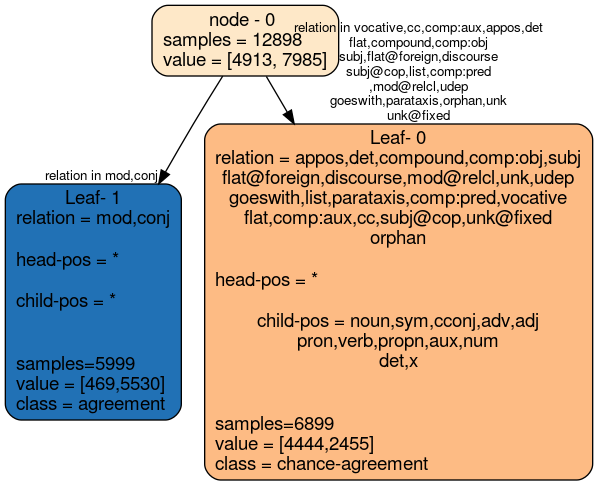 node - 0
samples = 12898
value = [4913, 7985]
relation in vocative,cc,comp:aux,appos,det
flat,compound,comp:obj
subj,flat@foreign,discourse
subj@cop,list,comp:pred
,mod@relcl,udep
goeswith,parataxis,orphan,unk
unk@fixed
relation in mod,conj
Leaf- 1
relation = mod,conj
head-pos = *
child-pos = *
samples=5999
value = [469,5530]
class = agreement
Leaf- 0
relation = appos,det,compound,comp:obj,subj
flat@foreign,discourse,mod@relcl,unk,udep
goeswith,list,parataxis,comp:pred,vocative
flat,comp:aux,cc,subj@cop,unk@fixed
orphan
head-pos = *
child-pos = noun,sym,cconj,adv,adj
pron,verb,propn,aux,num
det,x
samples=6899
value = [4444,2455]
class = chance-agreement